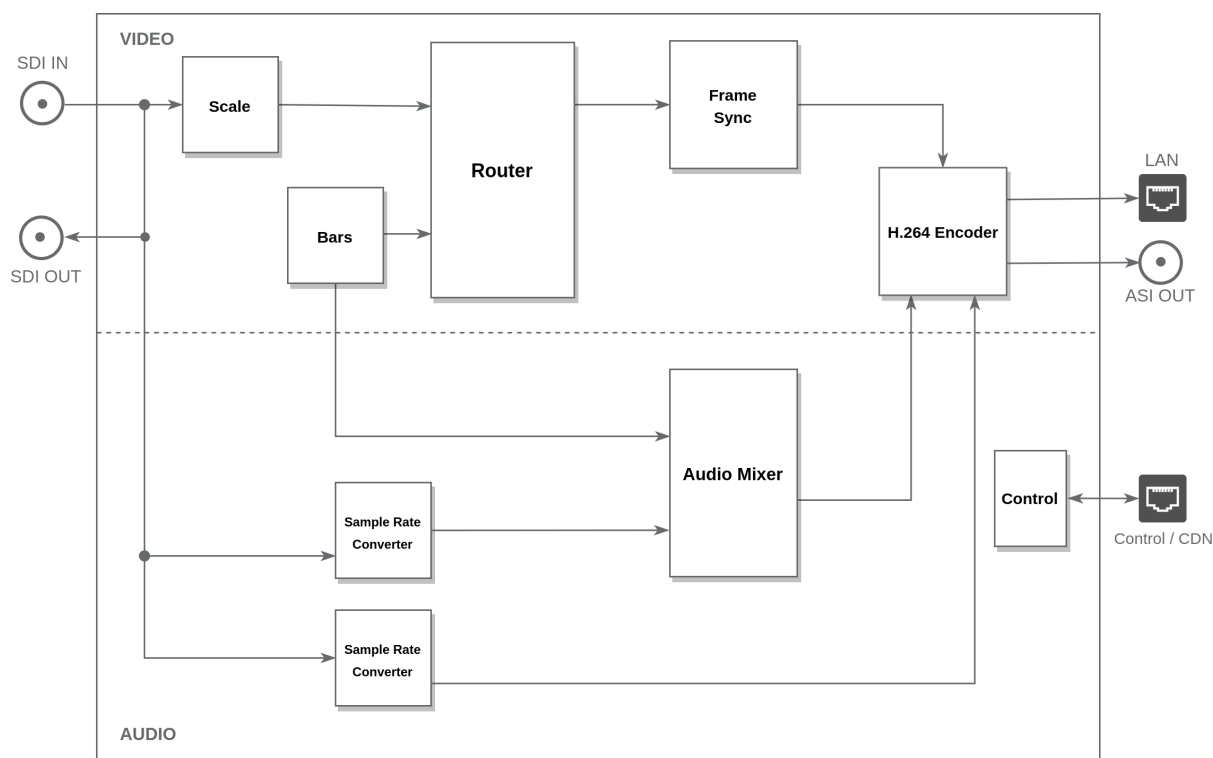 VIDEO
SDI IN
Scale
Router
Frame
Sync
LAN
Bars
H.264 Encoder
SDI OUT
ASI OUT
Audio Mixer
Control
Sample Rate
Converter
Control / CDN
Sample Rate
Converter
AUDIO